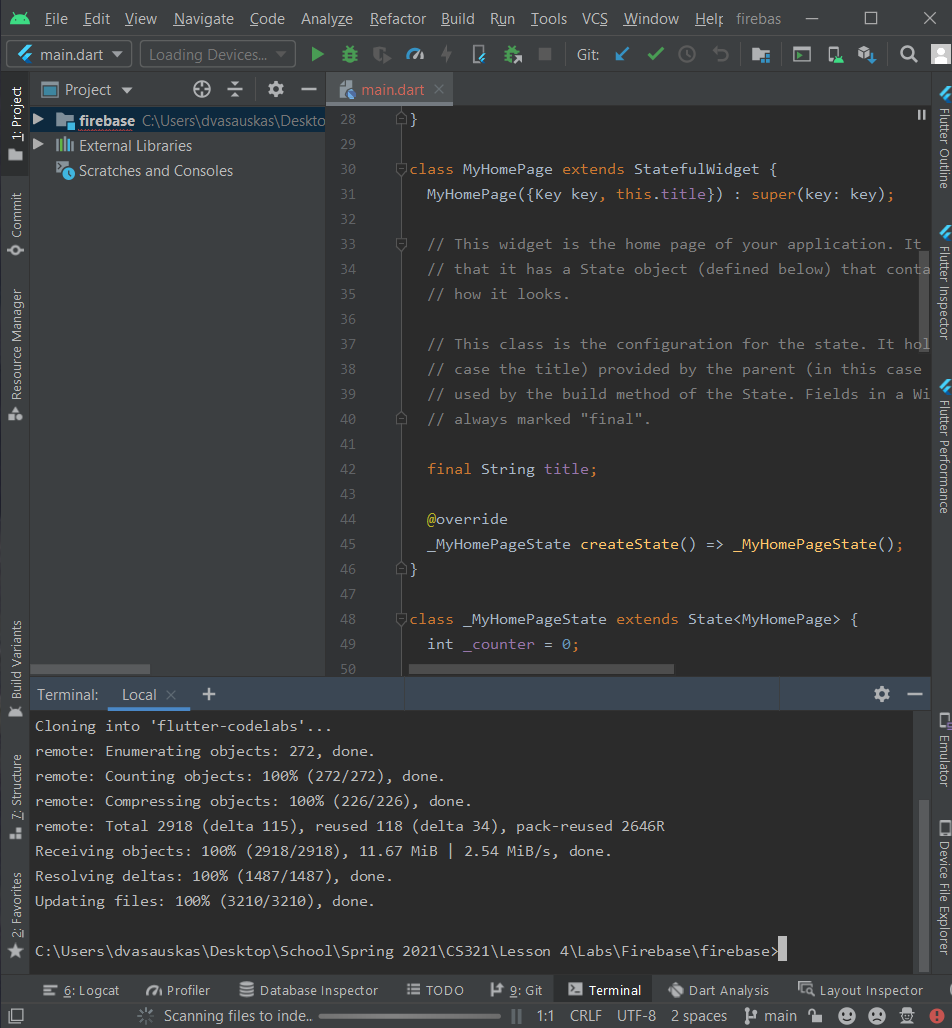 File Edit View Navigate Code Analyze Refactor Build Run Tools VCS Window Help firebas
main.dart Loading Devices... Git:
Project main.dart
1: Project
Commit
Resource Manager
Build Variants
7: Structure
2: Favorites
firebase C:\Users\dvasauskas\Deskto
External Libraries
Scratches and Consoles
28 }
29
30 class MyHomePage extends StatefulWidget {
31 MyHomePage({Key key, this.title}) : super(key: key);
32
33 // This widget is the home page of your application. It
34 // that it has a State object (defined below) that conta
35 // how it looks.
36
37 // This class is the configuration for the state. It hol
38 // case the title) provided by the parent (in this case
39 // used by the build method of the State. Fields in a Wi
40 // always marked "final".
41
42 final String title;
43
44 @override
45 _MyHomePageState createState() => _MyHomePageState();
46 }
47
48 class _MyHomePageState extends State<MyHomePage> {
49 int _counter = 0;
50
Flutter Outline
Flutter Inspector
Flutter Performance
Emulator
Device File Explorer
Terminal: Local
Cloning into 'flutter-codelabs'...
remote: Enumerating objects: 272, done.
remote: Counting objects: 100% (272/272), done.
remote: Compressing objects: 100% (226/226), done.
remote: Total 2918 (delta 115), reused 118 (delta 34), pack-reused 2646R
Receiving objects: 100% (2918/2918), 11.67 MiB | 2.54 MiB/s, done.
Resolving deltas: 100% (1487/1487), done.
Updating files: 100% (3210/3210), done.
C:\Users\dvasauskas\Desktop\School\Spring 2021\CS321\Lesson 4\Labs\Firebase\firebase>
6: Logcat Profiler Database Inspector TODO 9: Git Terminal Dart Analysis Layout Inspector
Scanning files to inde... 1:1 CRLF UTF-8 2 spaces main